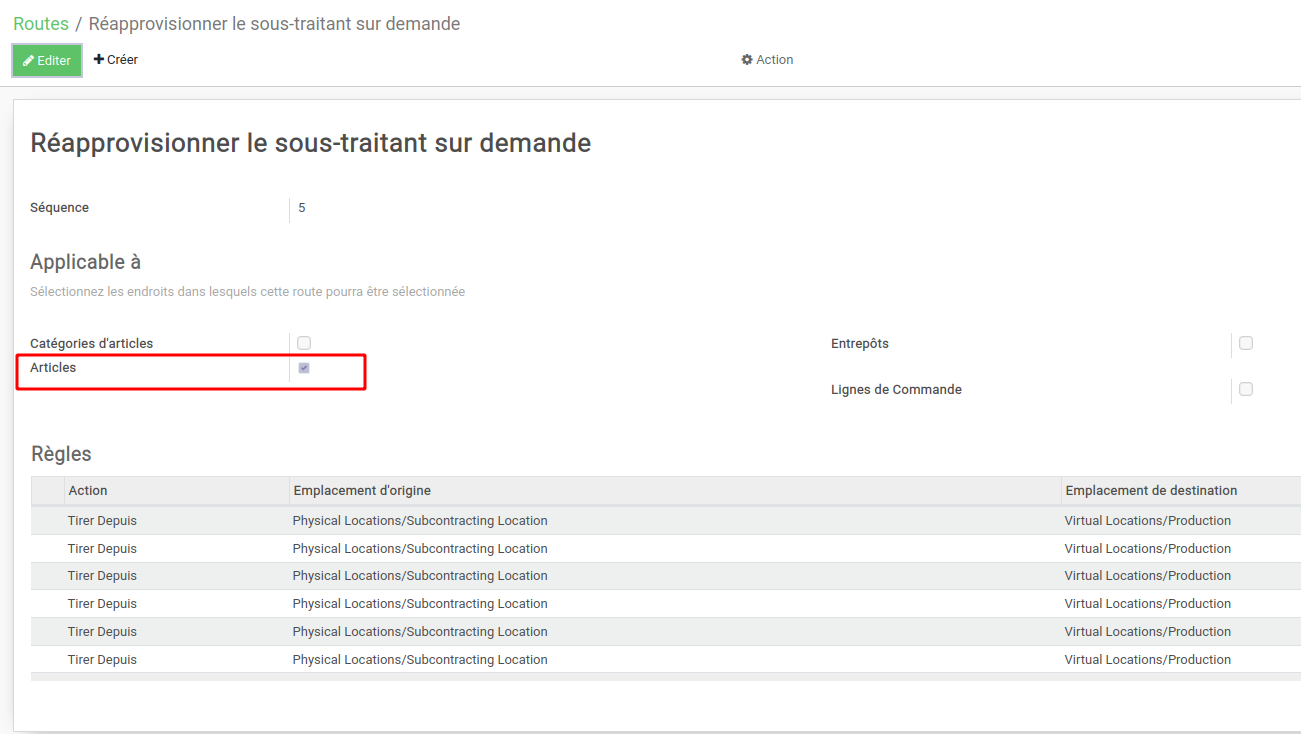 Routes / Réapprovisionner le sous-traitant sur demande
Editer Créer Action
Réapprovisionner le sous-traitant sur demande
Séquence 5
Applicable à
Sélectionnez les endroits dans lesquels cette route pourra être sélectionnée
Catégories d'articles Entrepôts
Articles
Lignes de Commande
Règles
Action Emplacement d'origine Emplacement de destination
Tirer Depuis Physical Locations/Subcontracting Location Virtual Locations/Production
Tirer Depuis Physical Locations/Subcontracting Location Virtual Locations/Production
Tirer Depuis Physical Locations/Subcontracting Location Virtual Locations/Production
Tirer Depuis Physical Locations/Subcontracting Location Virtual Locations/Production
Tirer Depuis Physical Locations/Subcontracting Location Virtual Locations/Production
Tirer Depuis Physical Locations/Subcontracting Location Virtual Locations/Production